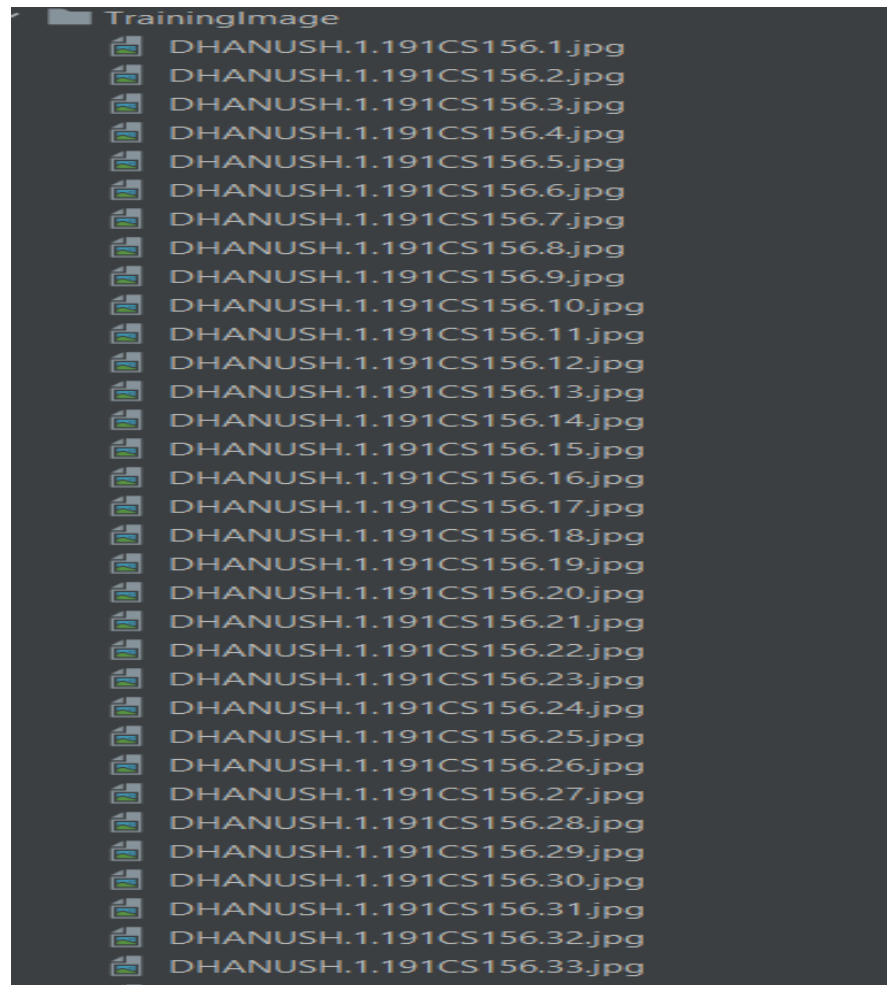 TrainingImage
DHANUSH.1.191CS156.1.jpg
DHANUSH.1.191CS156.2.jpg
DHANUSH.1.191CS156.3.jpg
DHANUSH.1.191CS156.4.jpg
DHANUSH.1.191CS156.5.jpg
DHANUSH.1.191CS156.6.jpg
DHANUSH.1.191CS156.7.jpg
DHANUSH.1.191CS156.8.jpg
DHANUSH.1.191CS156.9.jpg
DHANUSH.1.191CS156.10.jpg
DHANUSH.1.191CS156.11.jpg
DHANUSH.1.191CS156.12.jpg
DHANUSH.1.191CS156.13.jpg
DHANUSH.1.191CS156.14.jpg
DHANUSH.1.191CS156.15.jpg
DHANUSH.1.191CS156.16.jpg
DHANUSH.1.191CS156.17.jpg
DHANUSH.1.191CS156.18.jpg
DHANUSH.1.191CS156.19.jpg
DHANUSH.1.191CS156.20.jpg
DHANUSH.1.191CS156.21.jpg
DHANUSH.1.191CS156.22.jpg
DHANUSH.1.191CS156.23.jpg
DHANUSH.1.191CS156.24.jpg
DHANUSH.1.191CS156.25.jpg
DHANUSH.1.191CS156.26.jpg
DHANUSH.1.191CS156.27.jpg
DHANUSH.1.191CS156.28.jpg
DHANUSH.1.191CS156.29.jpg
DHANUSH.1.191CS156.30.jpg
DHANUSH.1.191CS156.31.jpg
DHANUSH.1.191CS156.32.jpg
DHANUSH.1.191CS156.33.jpg